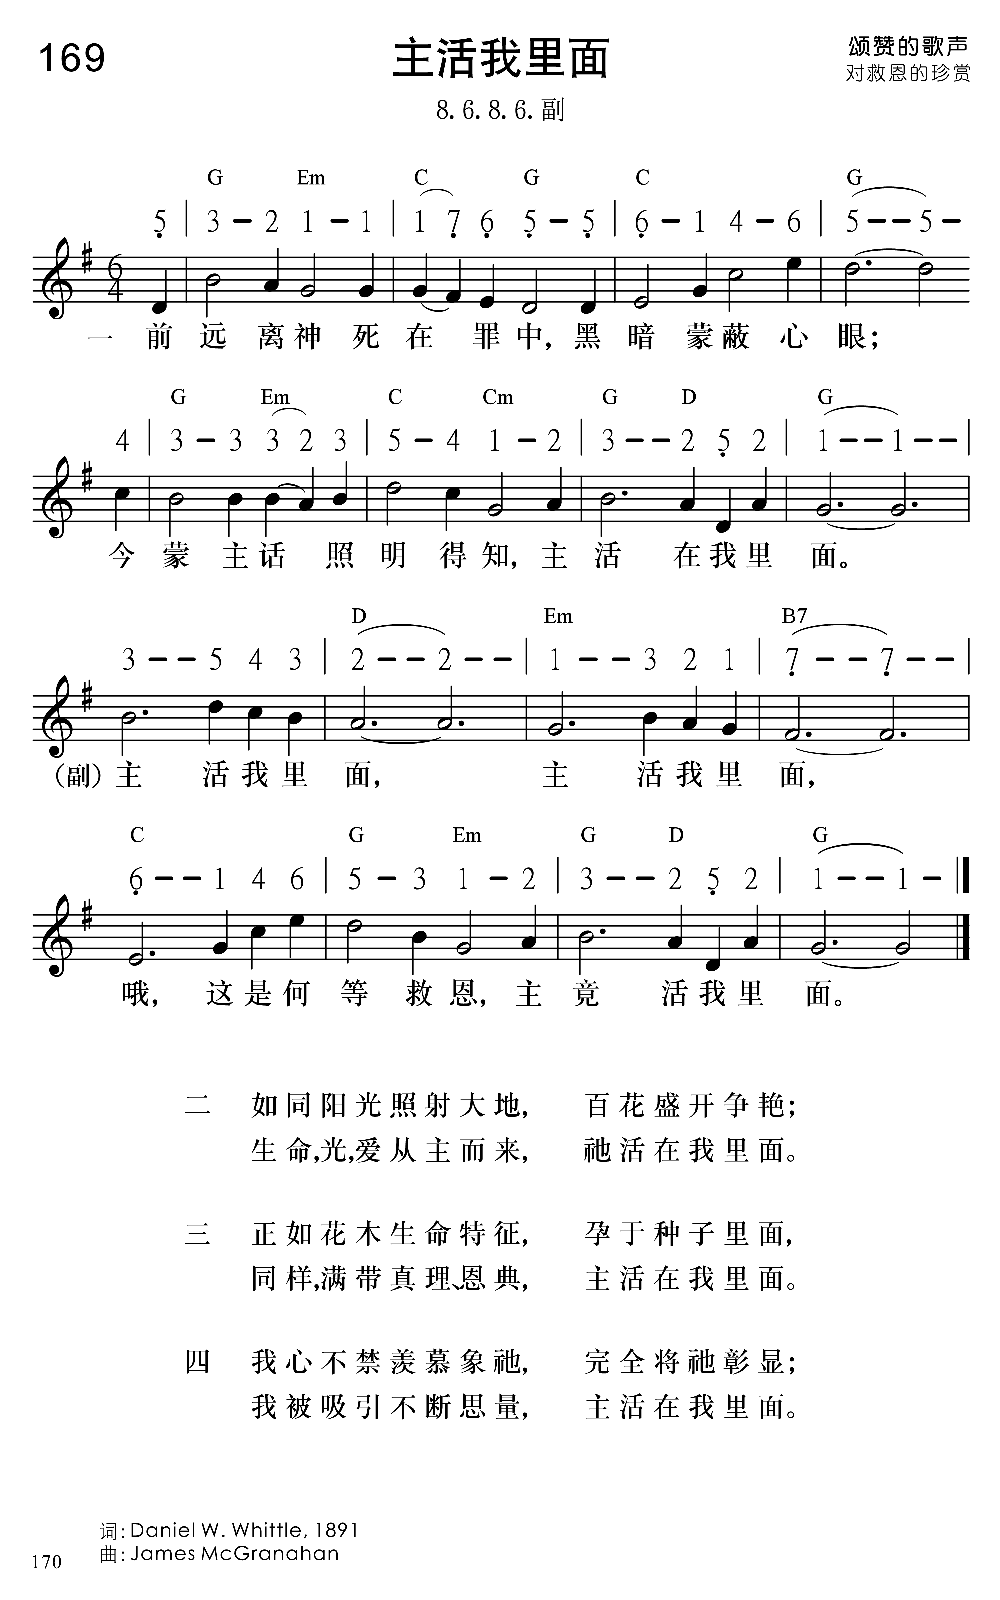 169
主活我里面
颂赞的歌声
对救恩的珍赏
8.6.8.6.副
G Em C G C G
5 | 3 - 2 1 - 1 | 1 7 6 5 - 5 | 6 - 1 4 - 6 | 5 - - 5 -
6
4
一 前 远 离 神 死 在 罪 中, 黑 暗 蒙 蔽 心 眼;
G Em C Cm G D G
4 | 3 - 3 3 2 3 | 5 - 4 1 - 2 | 3 - - 2 5 2 | 1 - - 1 - - |
今 蒙 主 话 照 明 得 知, 主 活 在 我 里 面。
D Em B7
3 - - 5 4 3 | 2 - - 2 - - | 1 - - 3 2 1 | 7 - - 7 - - |
(副) 主 活 我 里 面, 主 活 我 里 面,
C G Em G D G
6 - - 1 4 6 | 5 - 3 1 - 2 | 3 - - 2 5 2 | 1 - - 1 - ‖
哦, 这 是 何 等 救 恩, 主 竟 活 我 里 面。
二 如同阳光照射大地, 百花盛开争艳;
生命,光,爱从主而来, 祂活在我里面。
三 正如花木生命特征, 孕于种子里面,
同样,满带真理、恩典, 主活在我里面。
四 我心不禁羡慕象祂, 完全将祂彰显;
我被吸引不断思量, 主活在我里面。
词: Daniel W. Whittle, 1891
曲: James McGranahan
170